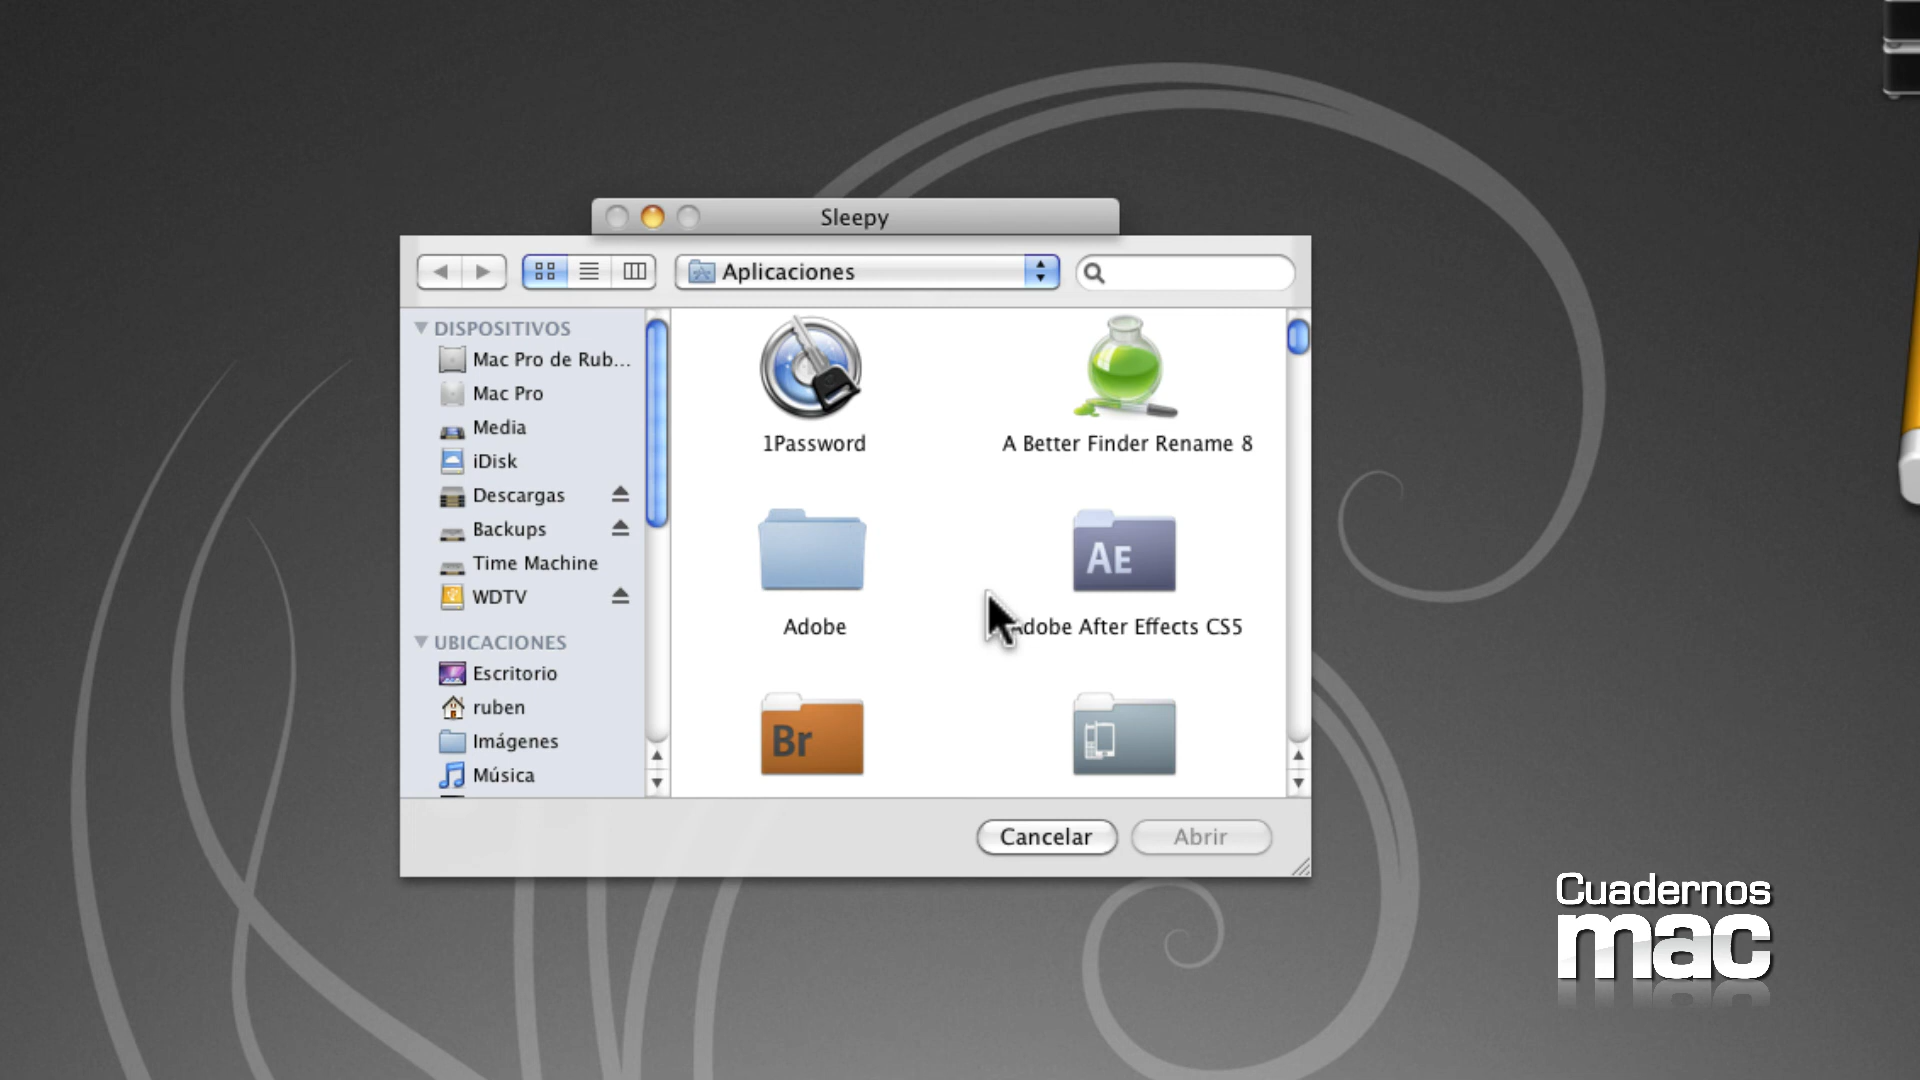 Sleepy
Aplicaciones
DISPOSITIVOS
Mac Pro de Rub...
Mac Pro
Media
iDisk
Descargas
Backups
Time Machine
WDTV
UBICACIONES
Escritorio
ruben
Imágenes
Música
1Password
A Better Finder Rename 8
AE
Adobe
Adobe After Effects CS5
Br
Cancelar
Abrir
Cuadernos
mac